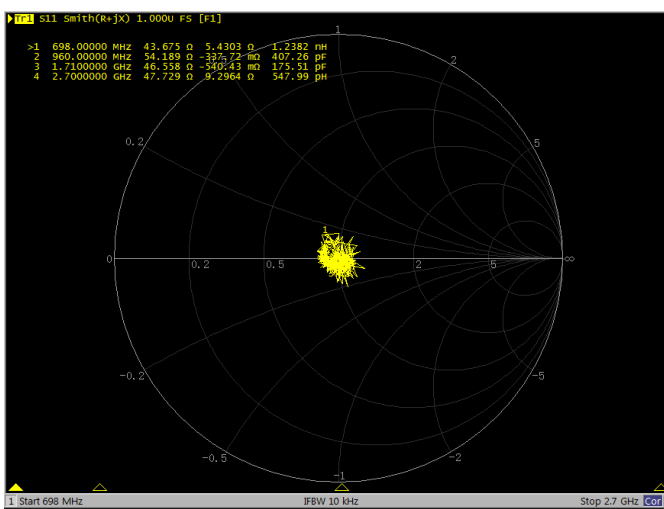 Tr1 S11 Smith(R+jX) 1.000U FS [F1]
>1 698.00000 MHz 43.675 Ω 5.4303 Ω 1.2382 nH
2 960.00000 MHz 54.189 Ω -337.72 mΩ 407.26 pF
3 1.7100000 GHz 46.558 Ω -540.43 mΩ 175.51 pF
4 2.7000000 GHz 47.729 Ω 9.2964 Ω 547.99 pH
1
2
0.2
5
1
0
0.2
0.5
2
5
∞
-0.2
-5
-0.5
-2
-1
1 Start 698 MHz IFBW 10 kHz Stop 2.7 GHz Cor